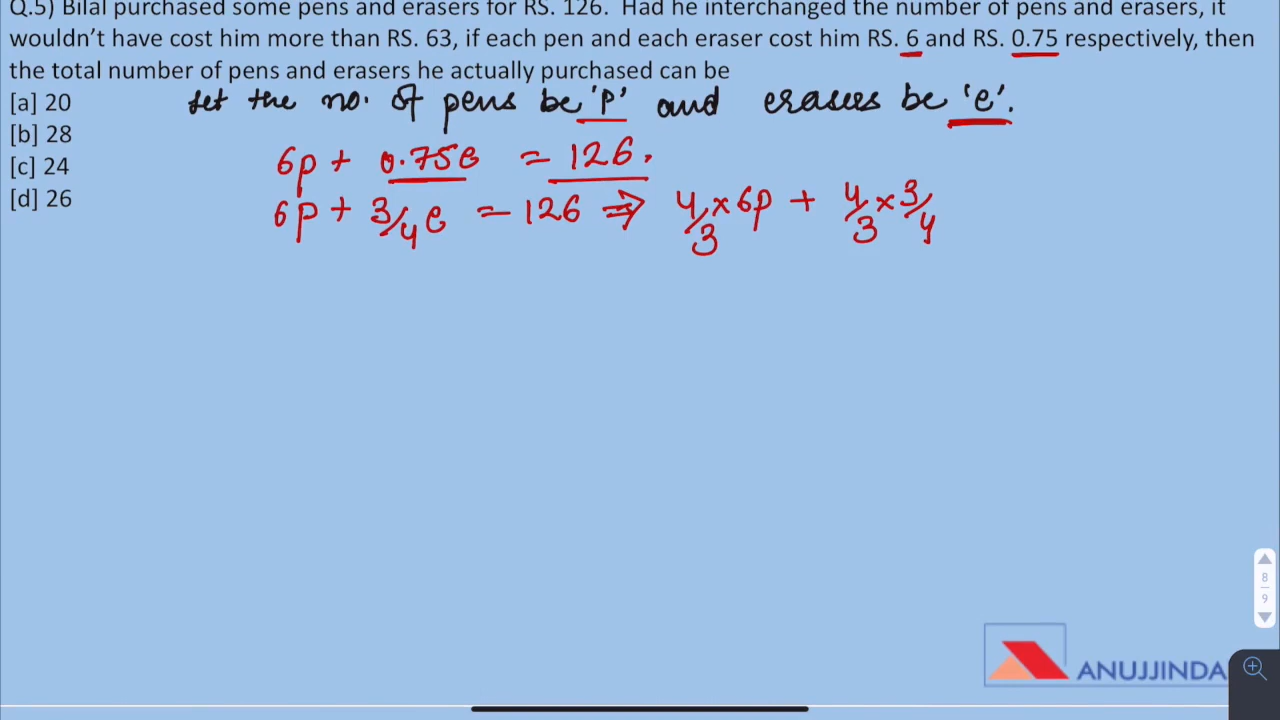 Q.5) Bilal purchased some pens and erasers for RS. 126. Had he interchanged the number of pens and erasers, it
wouldn't have cost him more than RS. 63, if each pen and each eraser cost him RS. 6 and RS. 0.75 respectively, then
the total number of pens and erasers he actually purchased can be
[a] 20
let the no. of pens be 'P' and erasers be 'e'.
[b] 28
[c] 24
[d] 26
6p + 0.75e = 126.
6p + 3/4 e = 126 ⇒ 4/3 × 6p + 4/3 × 3/4
8
9
ANUJJINDA